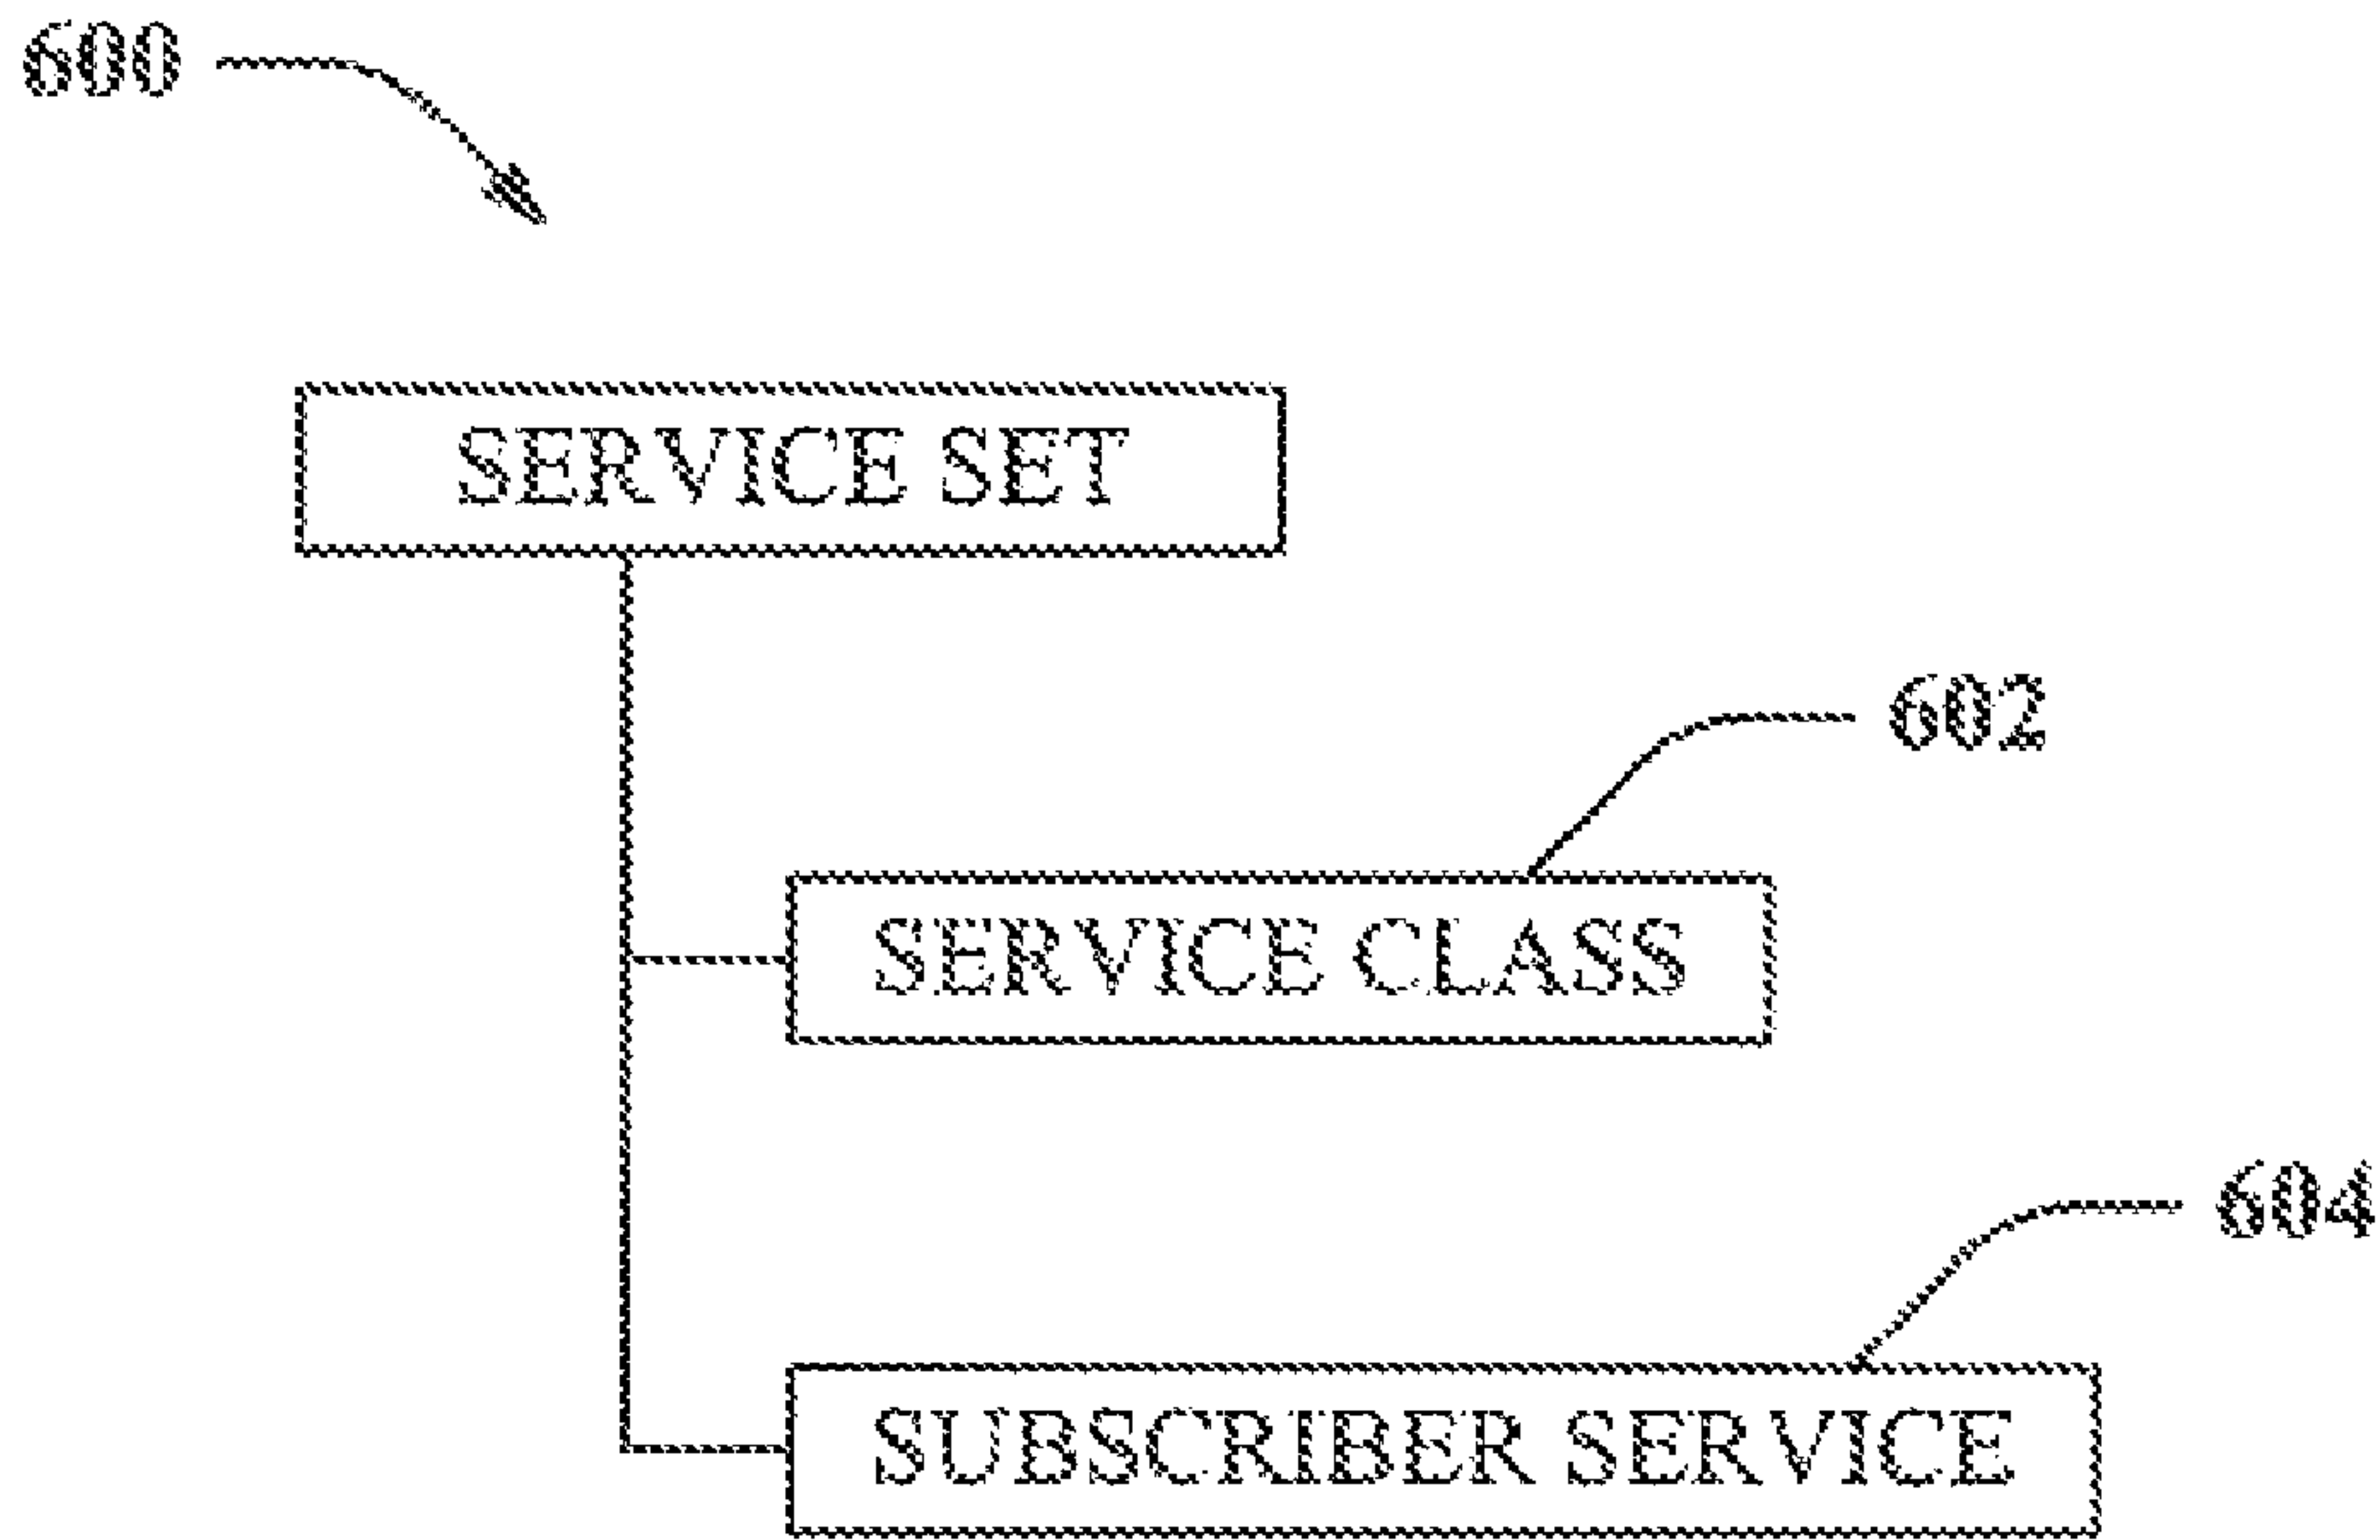 600
SERVICE SET
602
SERVICE CLASS
604
SUBSCRIBER SERVICE